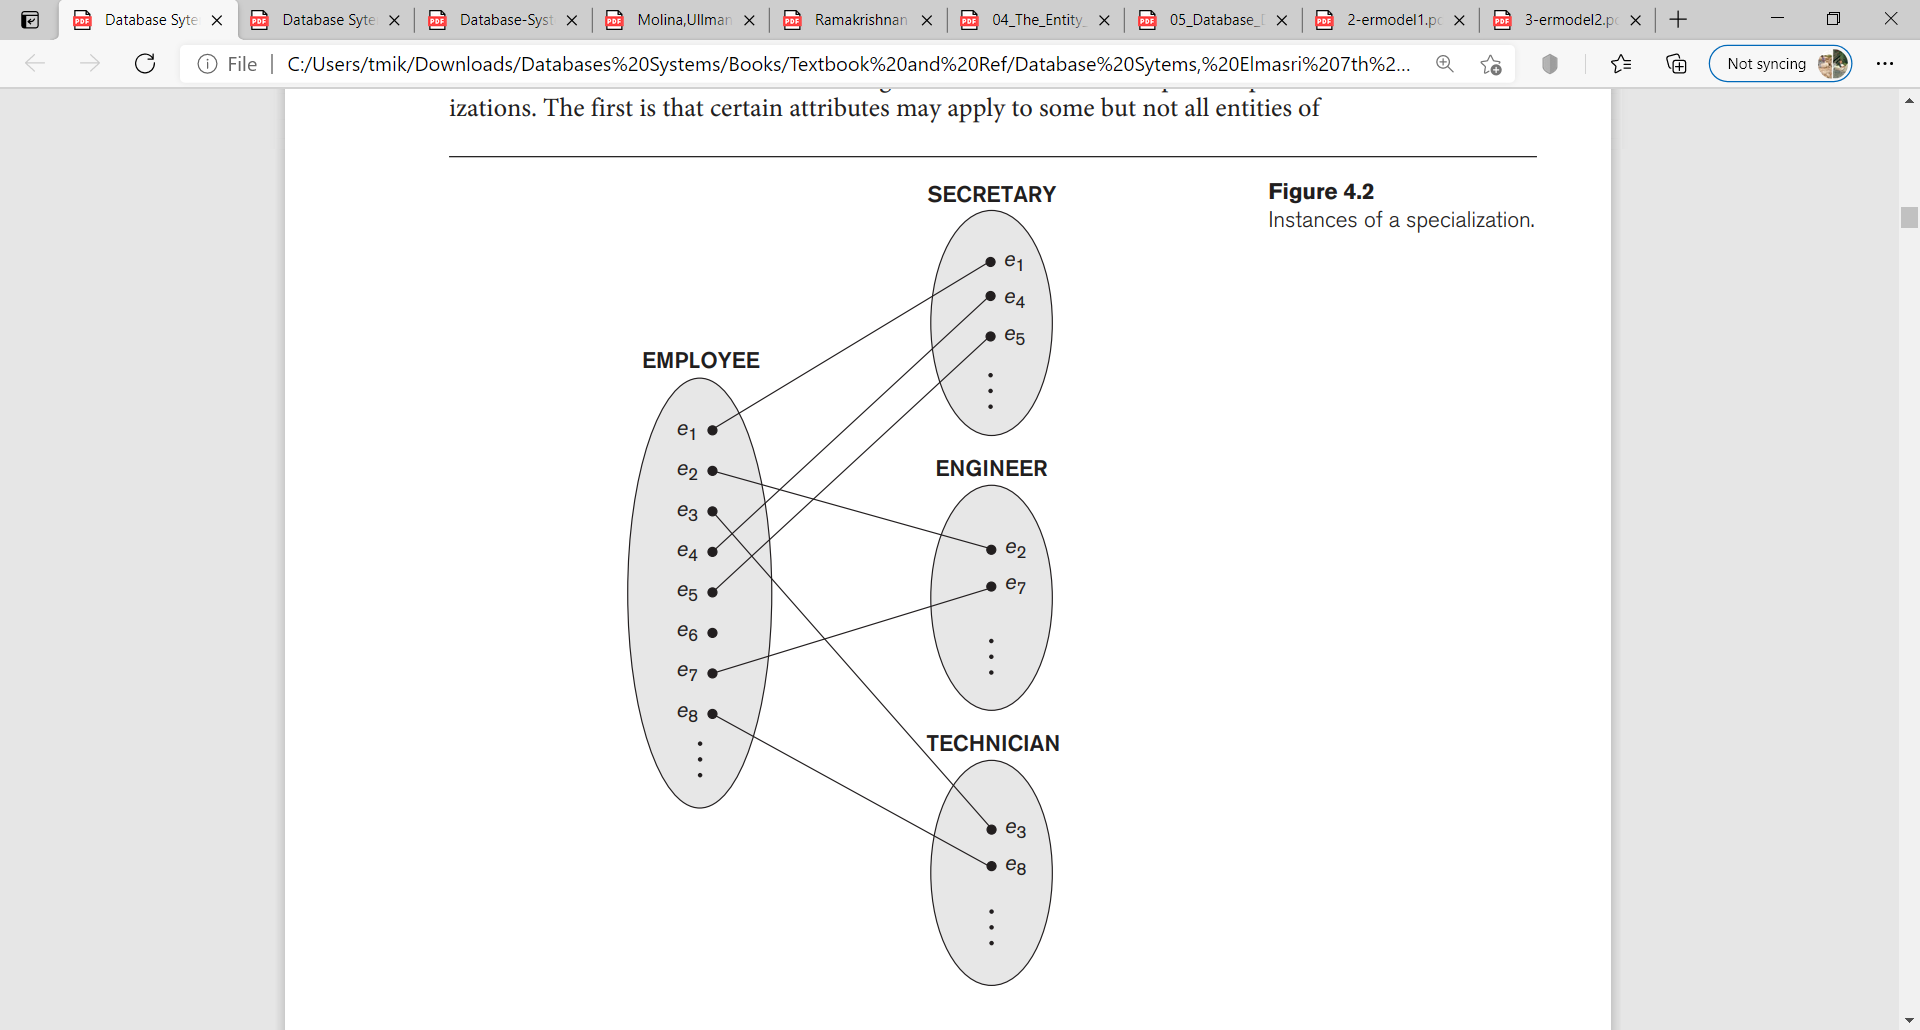 Database Syte
Database Syte
Database-Syst
Molina,Ullman
Ramakrishnan
04_The_Entity_
05_Database_
2-ermodel1.pd
3-ermodel2.pd
File
C:/Users/tmik/Downloads/Databases%20Systems/Books/Textbook%20and%20Ref/Database%20Sytems,%20Elmasri%207th%2...
Not syncing
izations. The first is that certain attributes may apply to some but not all entities of
Figure 4.2
Instances of a specialization.
SECRETARY
e1
e4
e5
EMPLOYEE
e1
e2
e3
e4
e5
e6
e7
e8
ENGINEER
e2
e7
TECHNICIAN
e3
e8